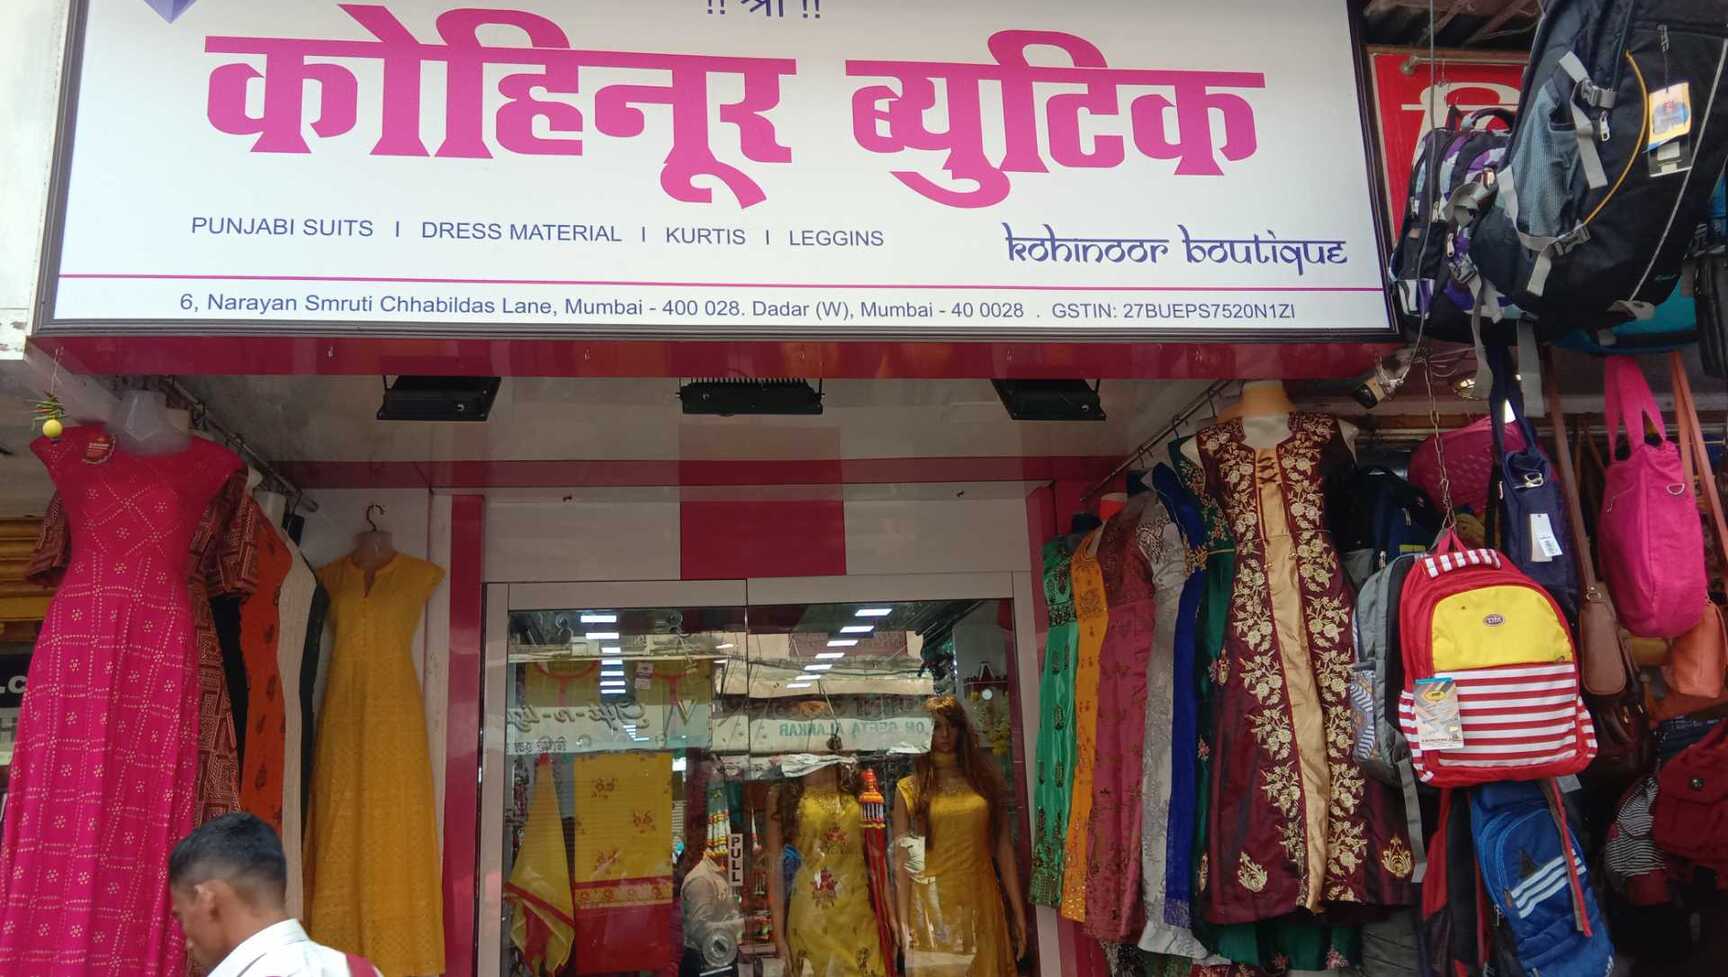 !! श्री !!
कोहिनूर ब्युटिक
PUNJABI SUITS I DRESS MATERIAL I KURTIS I LEGGINS
kohinoor boutique
6, Narayan Smruti Chhabildas Lane, Mumbai - 400 028. Dadar (W), Mumbai - 40 0028 . GSTIN: 27BUEPS7520N1ZI
PULL